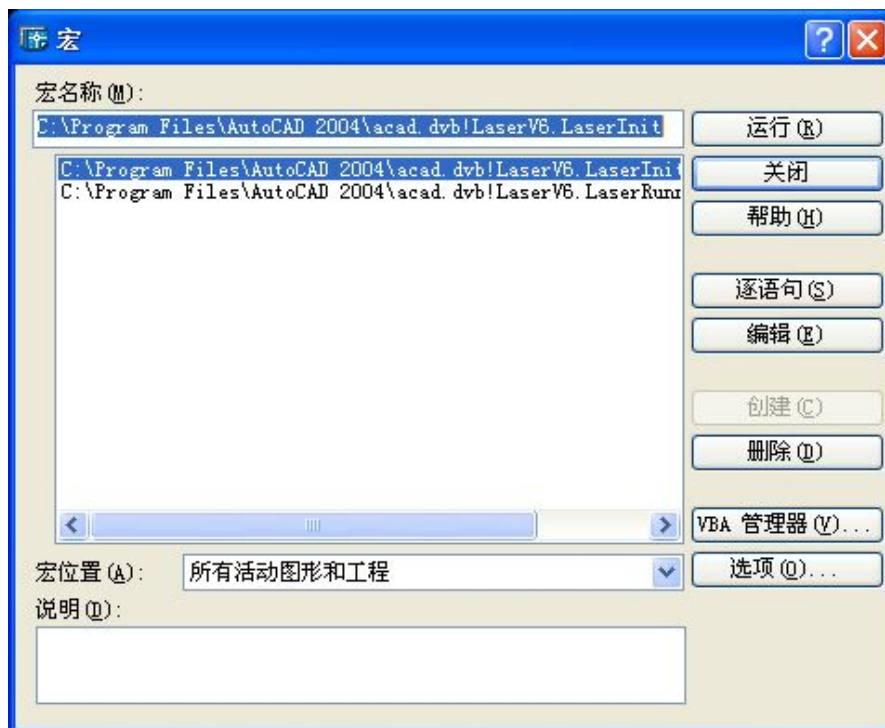 宏
宏名称(M):
C:\Program Files\AutoCAD 2004\acad.dvb!LaserV6.LaserInit
运行(R)
C:\Program Files\AutoCAD 2004\acad.dvb!LaserV6.LaserInit
关闭
C:\Program Files\AutoCAD 2004\acad.dvb!LaserV6.LaserRunn
帮助(H)
逐语句(S)
编辑(E)
创建(C)
删除(D)
VBA 管理器(V)...
宏位置(A):
所有活动图形和工程
选项(O)...
说明(D):